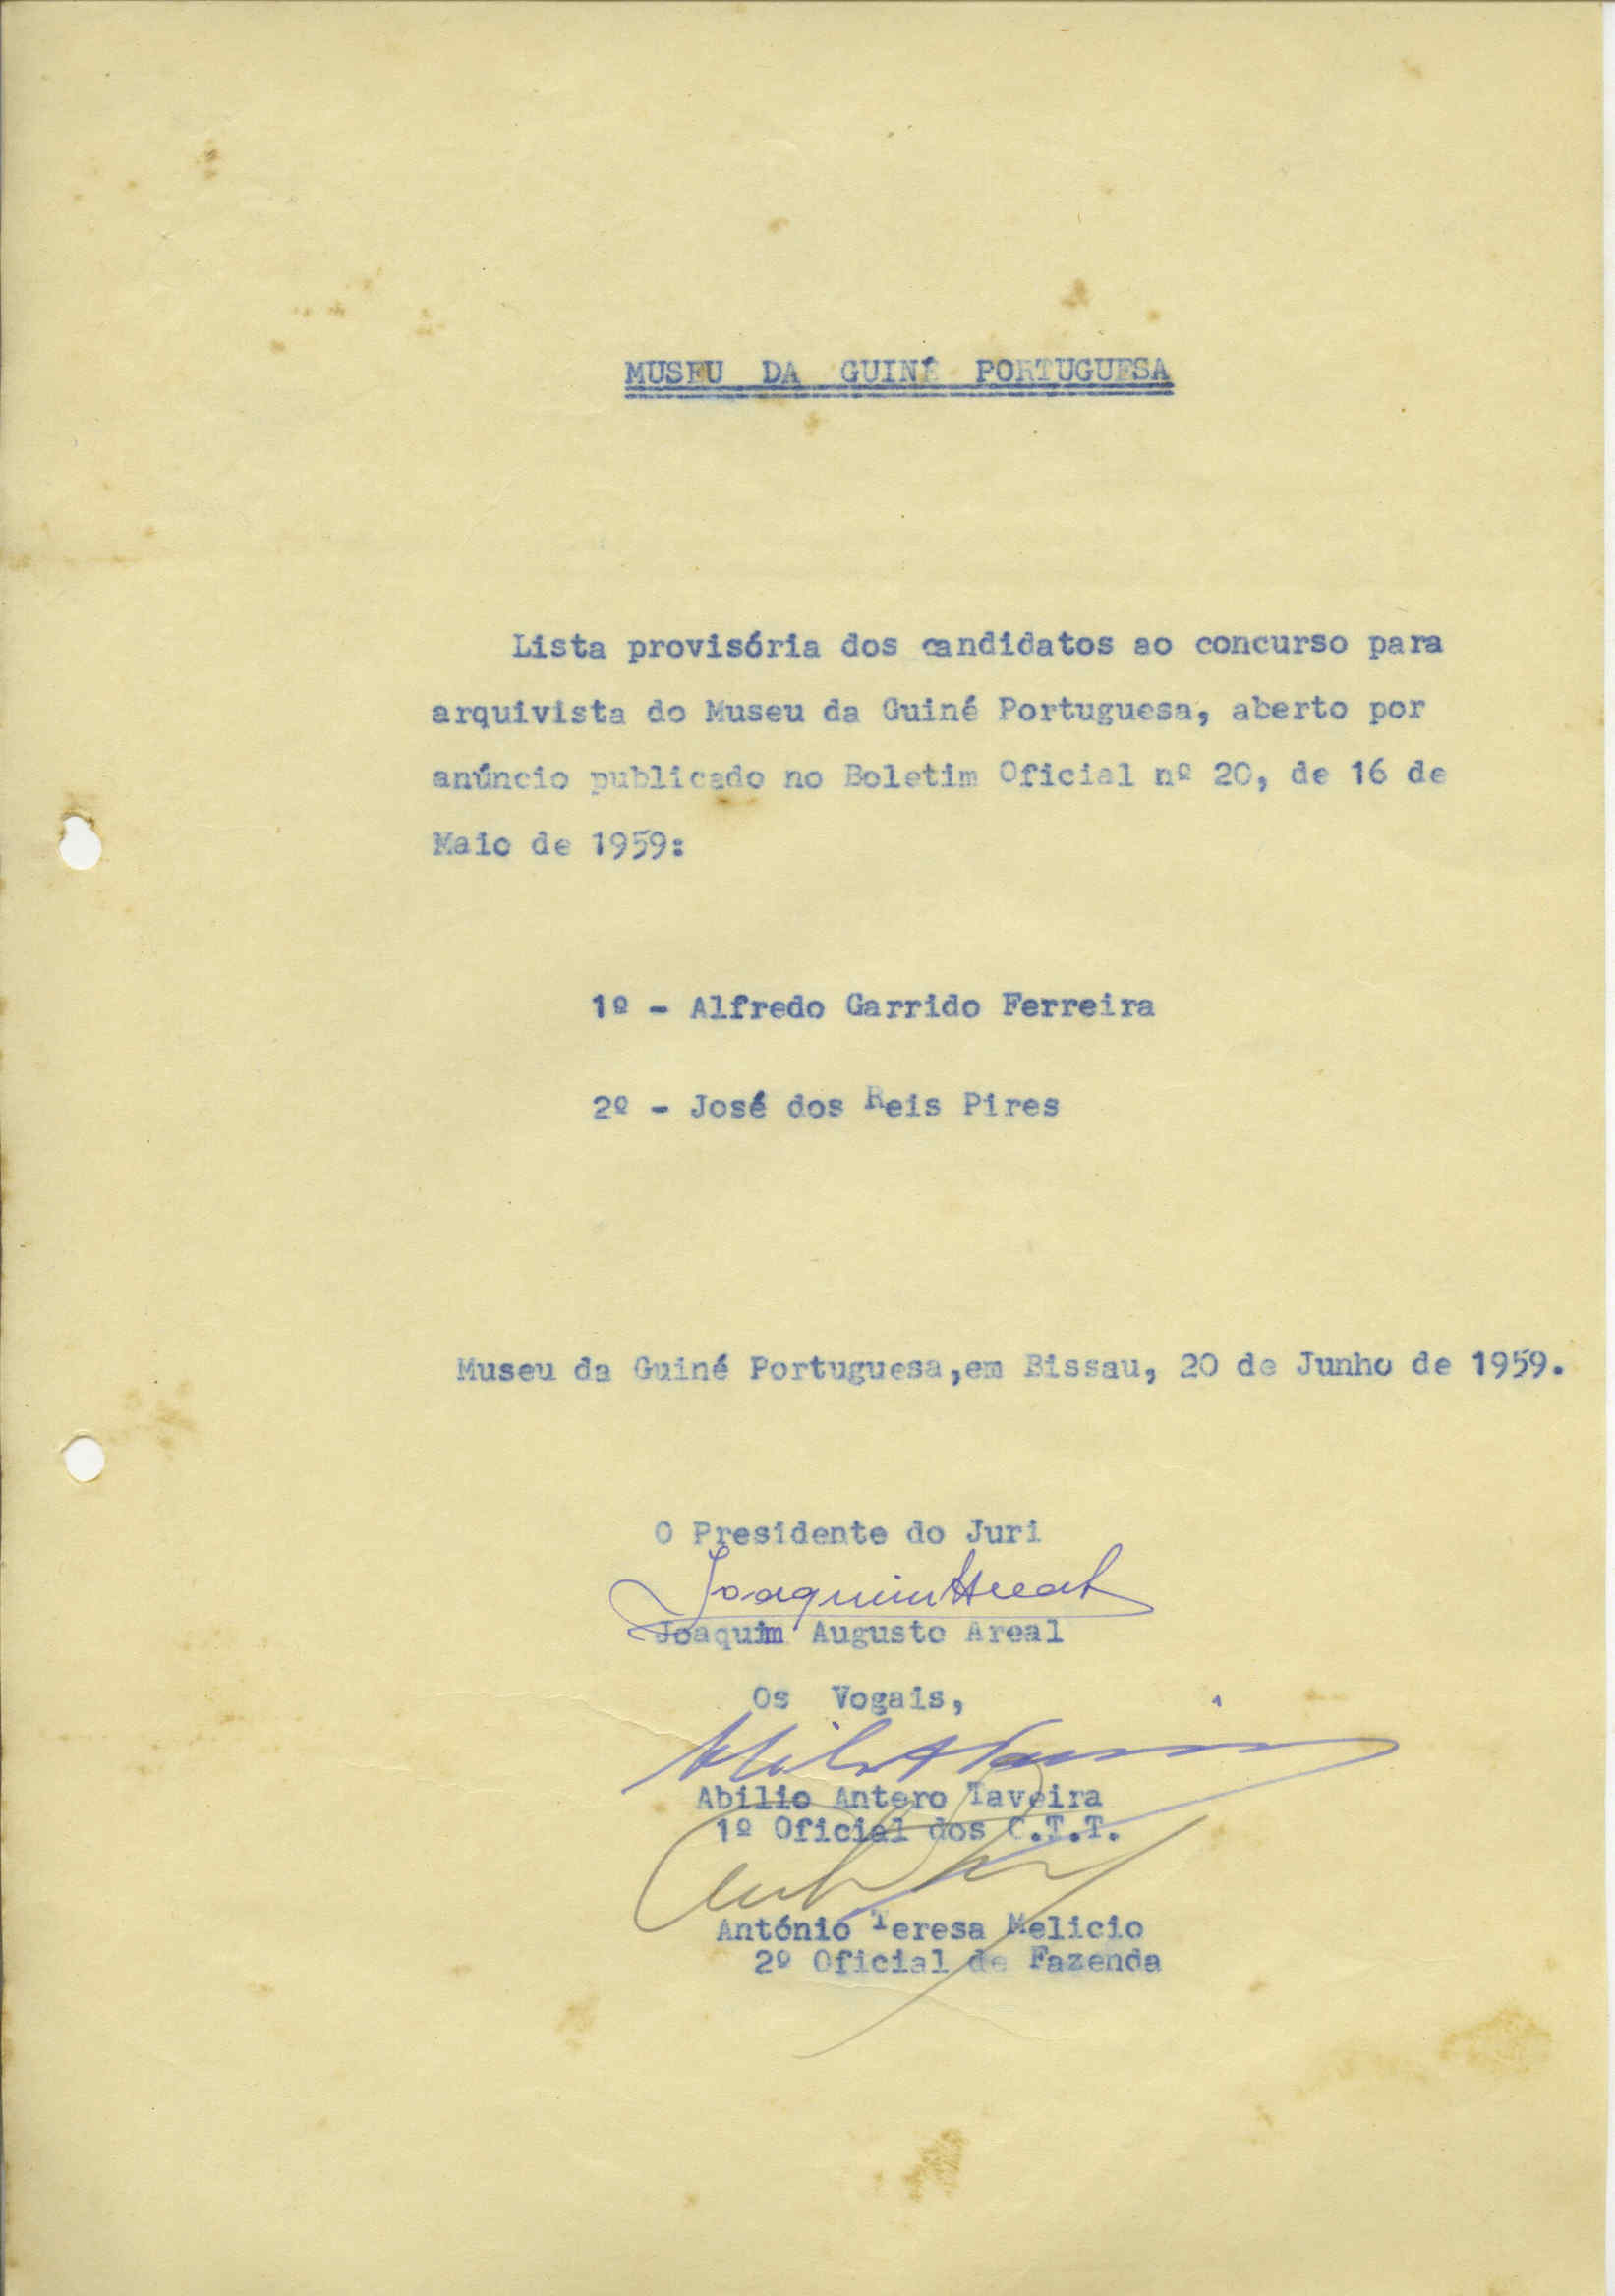 MUSEU DA GUINÉ PORTUGUESA
Lista provisória dos candidatos ao concurso para
arquivista do Museu da Guiné Portuguesa, aberto por
anúncio publicado no Boletim Oficial nº 20, de 16 de
Maio de 1959:
1º - Alfredo Garrido Ferreira
2º - José dos Reis Pires
Museu da Guiné Portuguesa,em Bissau, 20 de Junho de 1959.
O Presidente do Juri
Joaquim Areal
Joaquim Augusto Areal
Os Vogais,
Abilio Antero Taveira
1º Oficial dos C.T.T.
António Teresa Melicio
2º Oficial de Fazenda